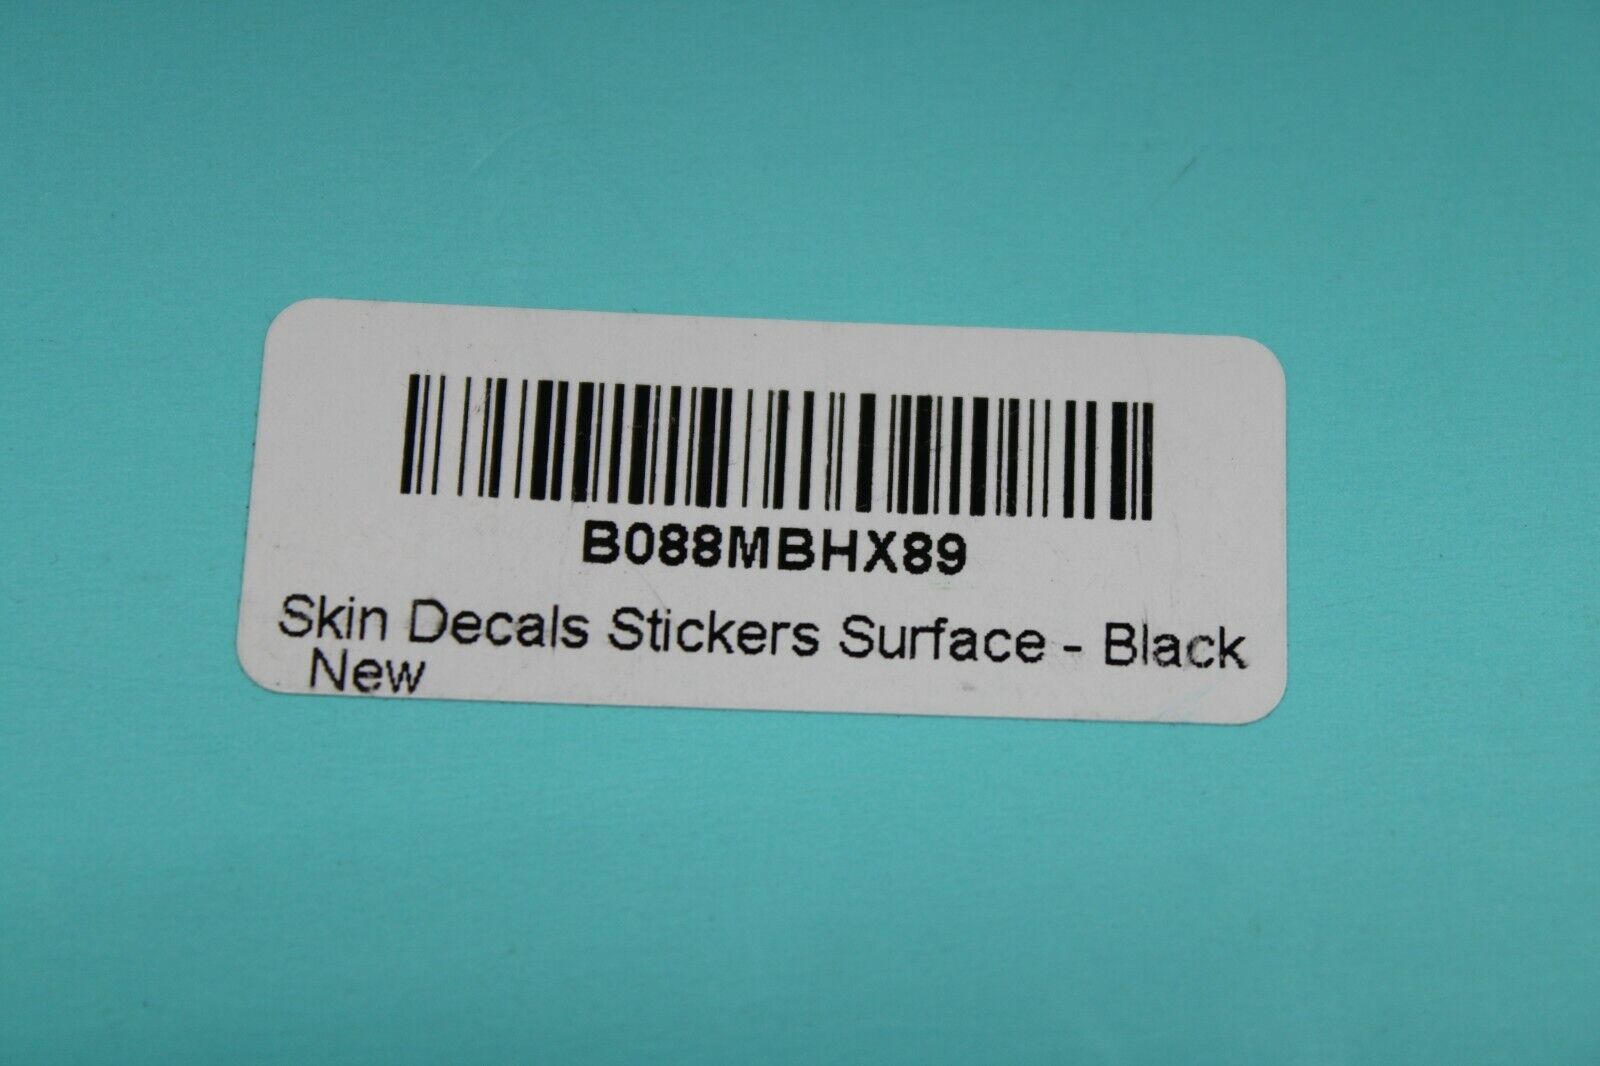 B088MBHX89
Skin Decals Stickers Surface - Black
New